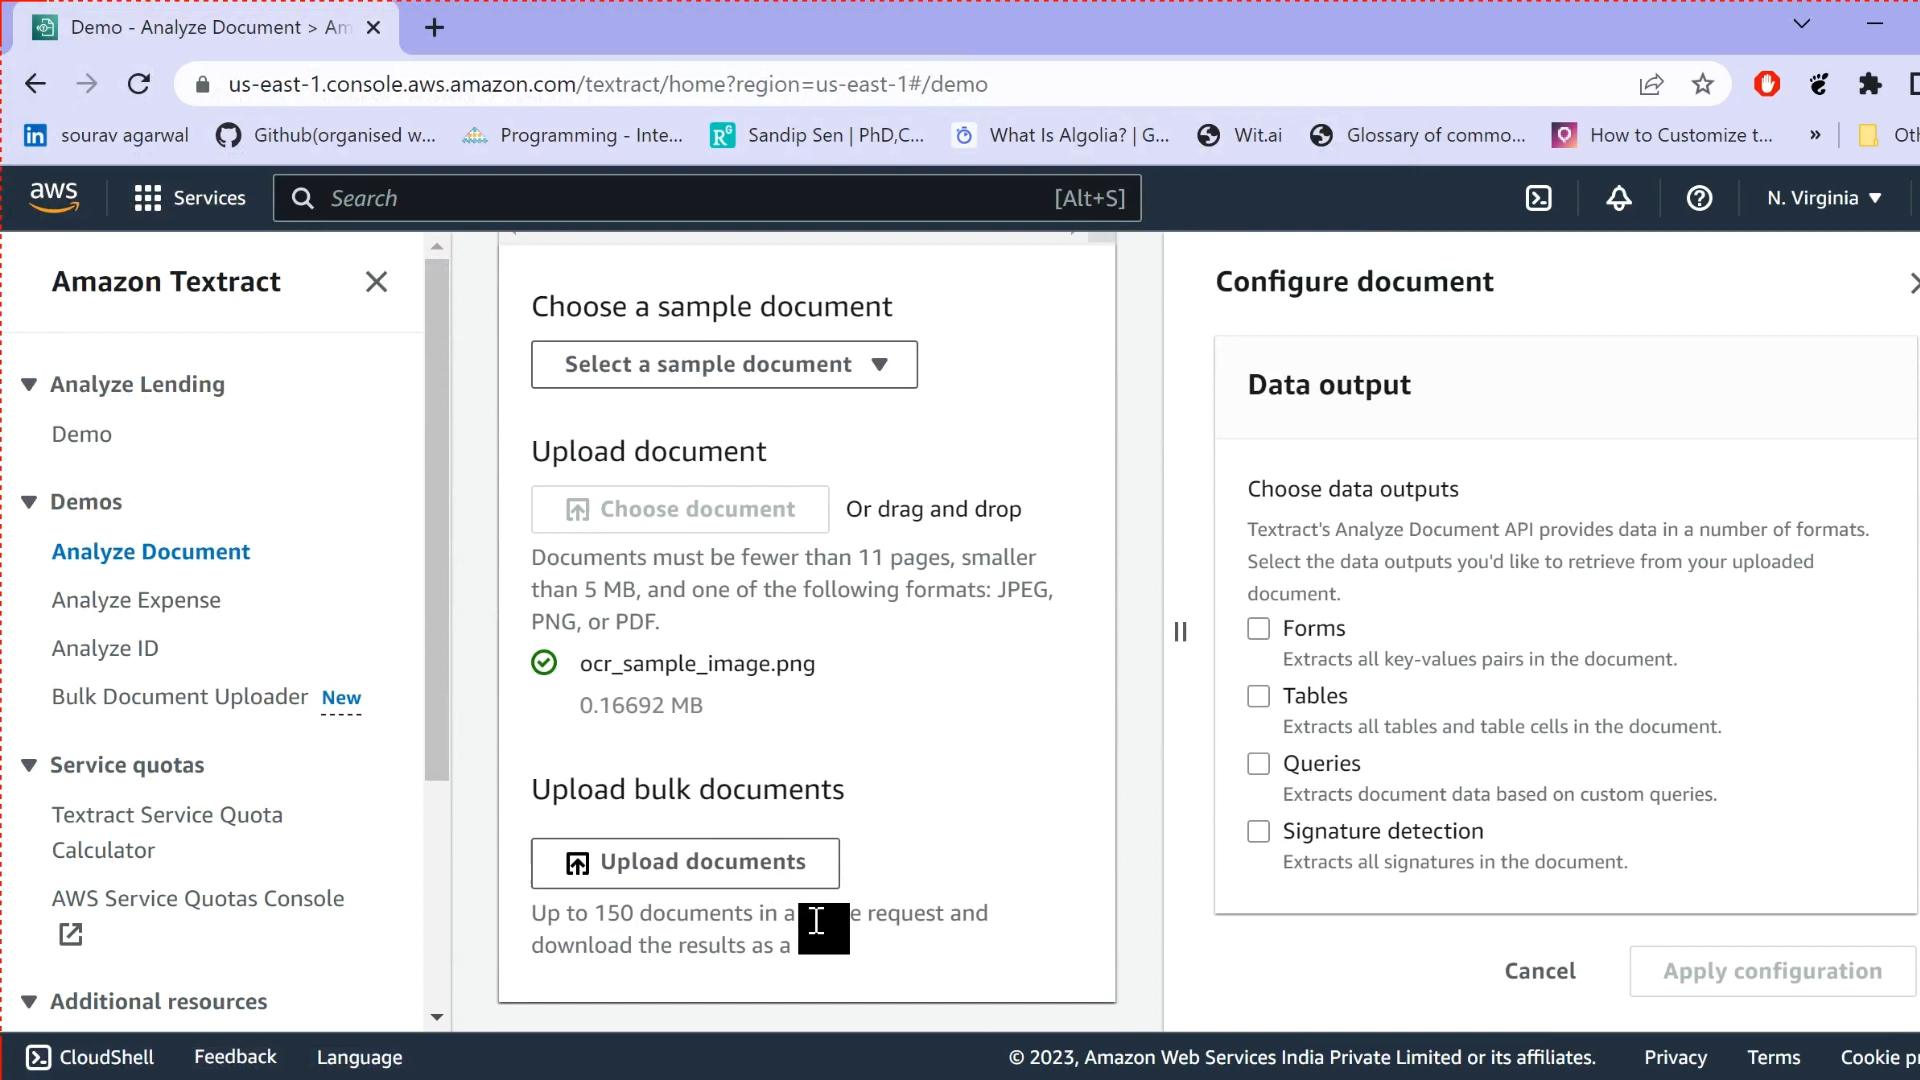 Demo - Analyze Document > Am
us-east-1.console.aws.amazon.com/textract/home?region=us-east-1#/demo
in sourav agarwal
Github(organised w...
Programming - Inte...
Sandip Sen | PhD,C...
What Is Algolia? | G...
Wit.ai
Glossary of commo...
How to Customize t...
»
aws
Services
Search
[Alt+S]
N. Virginia
Amazon Textract
Analyze Lending
Demo
Demos
Analyze Document
Analyze Expense
Analyze ID
Bulk Document Uploader New
Service quotas
Textract Service Quota
Calculator
AWS Service Quotas Console
Additional resources
Choose a sample document
Select a sample document
Upload document
Choose document Or drag and drop
Documents must be fewer than 11 pages, smaller
than 5 MB, and one of the following formats: JPEG,
PNG, or PDF.
ocr_sample_image.png
0.16692 MB
Upload bulk documents
Upload documents
Up to 150 documents in a request and
download the results as a
Configure document
Data output
Choose data outputs
Textract's Analyze Document API provides data in a number of formats.
Select the data outputs you'd like to retrieve from your uploaded
document.
Forms
Extracts all key-values pairs in the document.
Tables
Extracts all tables and table cells in the document.
Queries
Extracts document data based on custom queries.
Signature detection
Extracts all signatures in the document.
Cancel
Apply configuration
CloudShell
Feedback
Language
© 2023, Amazon Web Services India Private Limited or its affiliates.
Privacy
Terms
Cookie